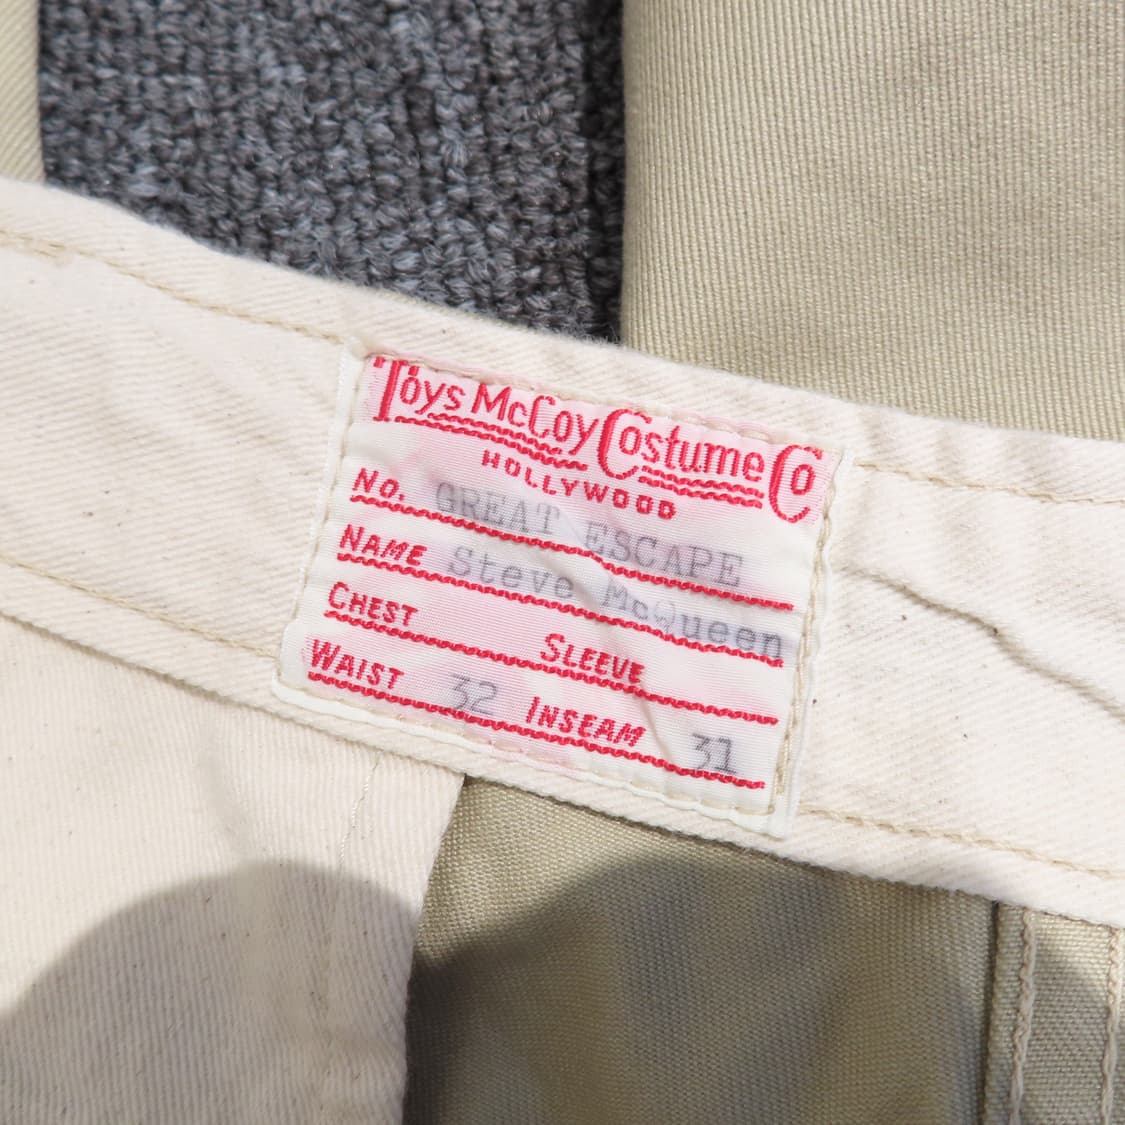 Toys McCoy Costume Co
HOLLYWOOD
NO. GREAT ESCAPE
NAME Steve McQueen
CHEST SLEEVE
WAIST 32 INSEAM 31